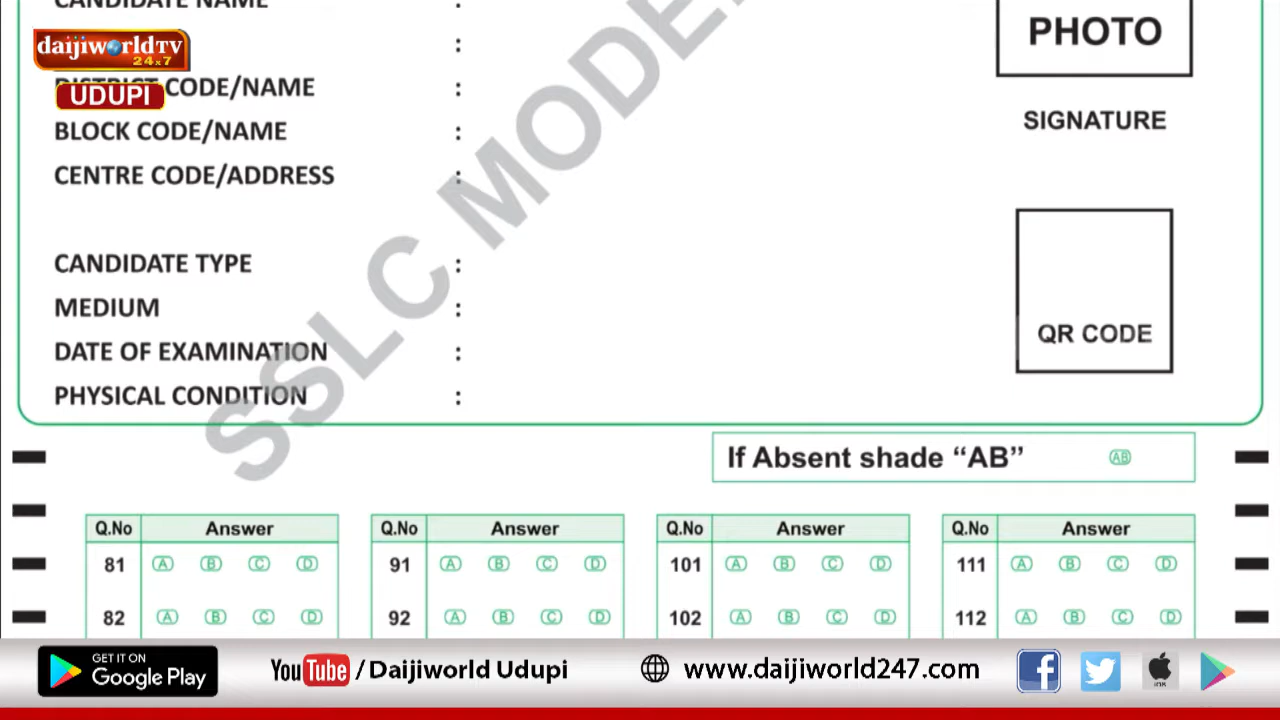 CANDIDATE NAME :
daijiworldTV
24x7
:
UDUPI
DISTRICT CODE/NAME :
BLOCK CODE/NAME :
CENTRE CODE/ADDRESS :
CANDIDATE TYPE :
MEDIUM :
DATE OF EXAMINATION :
PHYSICAL CONDITION :
PHOTO
SIGNATURE
QR CODE
SSLC MODE
If Absent shade “AB” AB
Q.No Answer Q.No Answer Q.No Answer Q.No Answer
81 A B C D 91 A B C D 101 A B C D 111 A B C D
82 A B C D 92 A B C D 102 A B C D 112 A B C D
GET IT ON
Google Play
YouTube / Daijiworld Udupi
www.daijiworld247.com